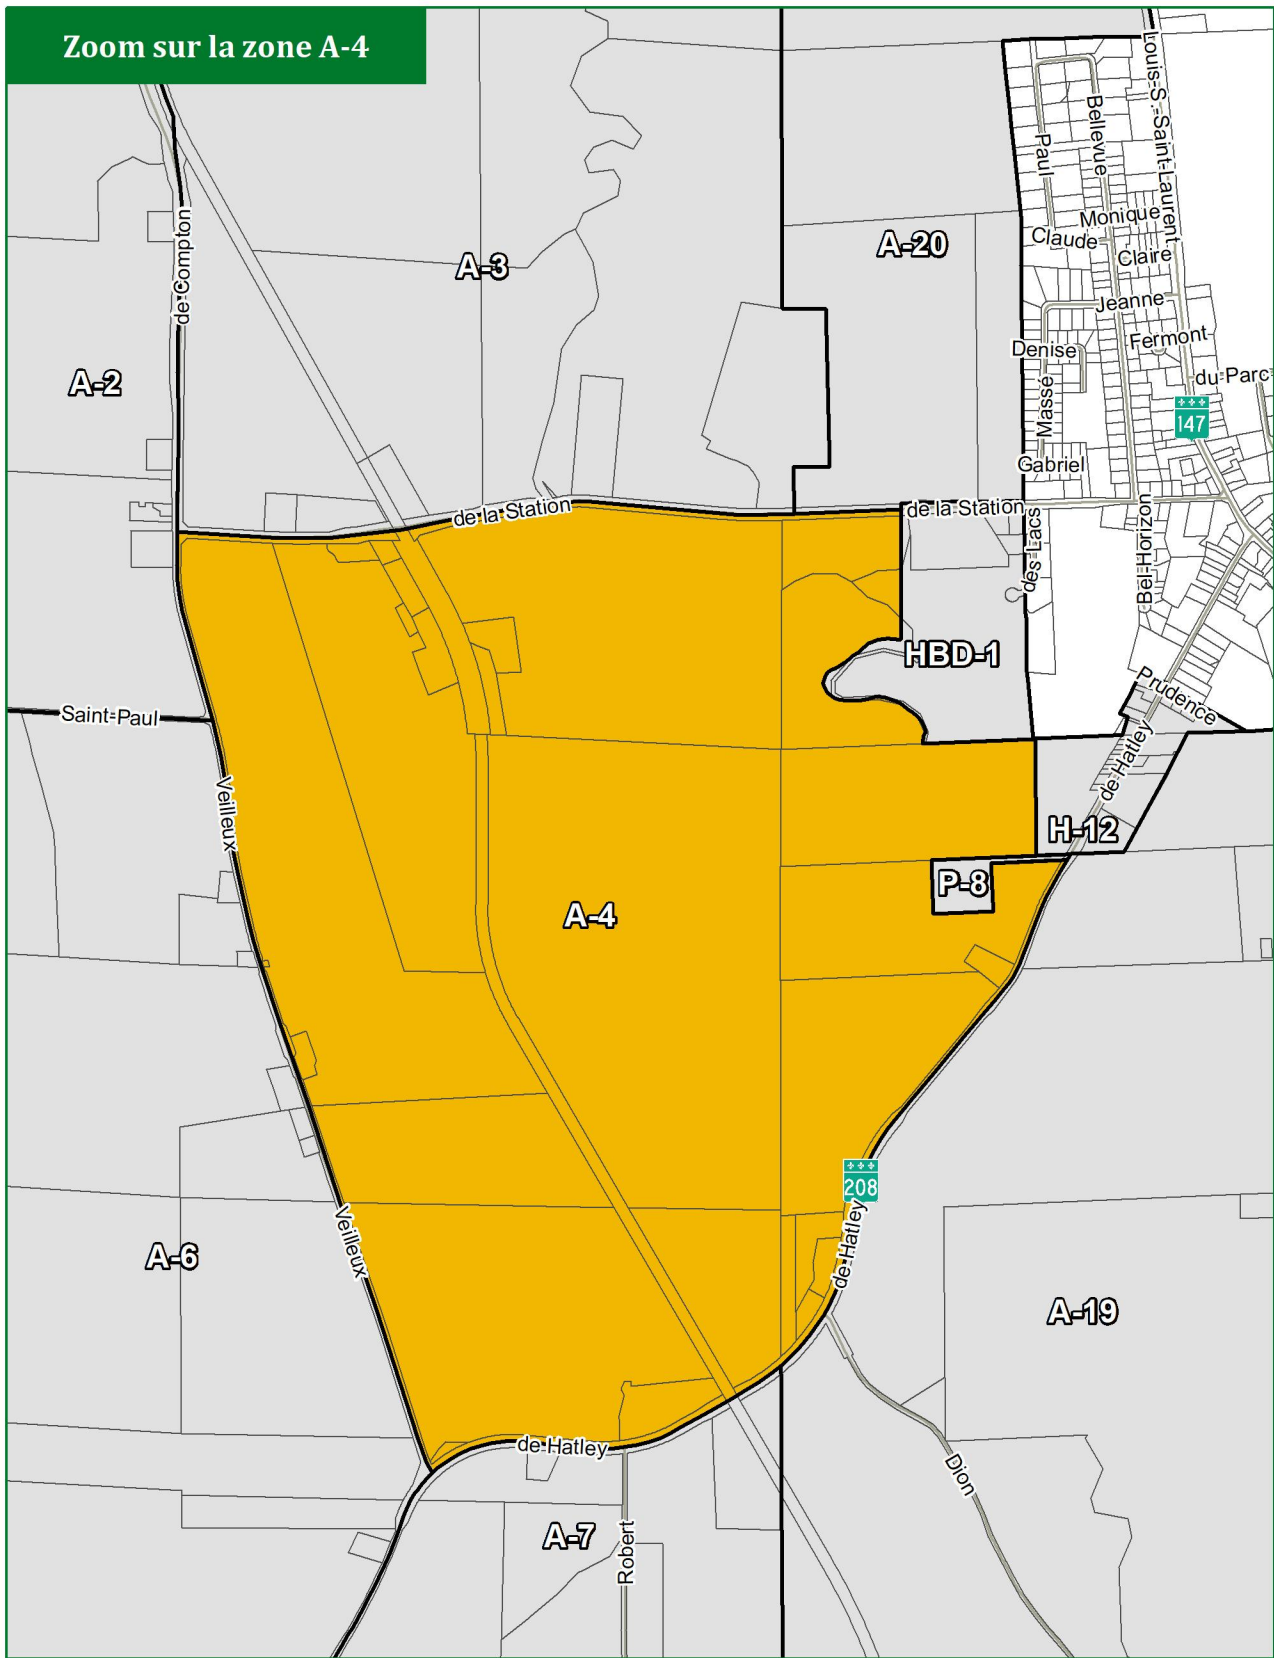 Zoom sur la zone A-4
Louis-S.-Saint-Laurent
Bellevue
Paul
Monique
Claude
Claire
de Compton
A-3
A-20
Jeanne
Fermont
Denise
du Parc
A-2
Massé
147
Gabriel
de la Station
de la Station
des Lacs
Bel-Horizon
HBD-1
Prudence
Saint-Paul
de Hatley
Veilleux
H-12
P-8
A-4
208
de Hatley
Veilleux
A-6
A-19
de Hatley
Dion
A-7
Robert